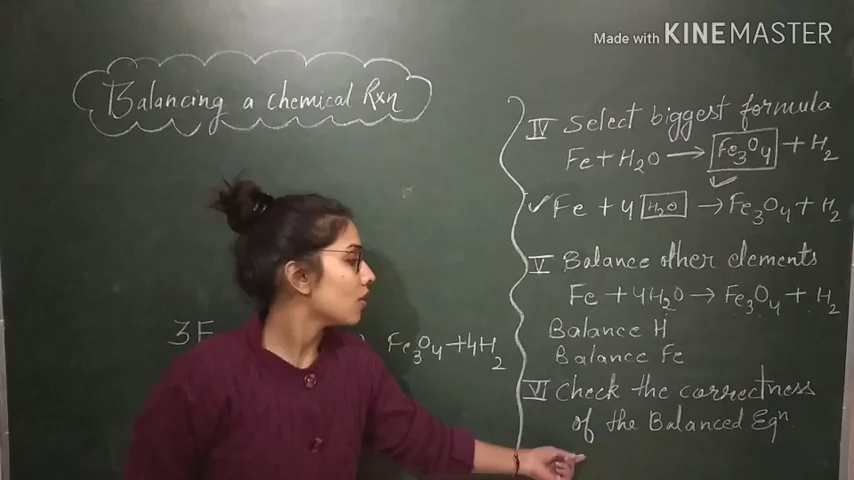 Made with KINEMASTER
Balancing a chemical Rxn
3F
Fe₃O₄ + 4H₂
IV Select biggest formula
Fe + H₂O → Fe₃O₄ + H₂
✓ Fe + 4 H₂O → Fe₃O₄ + H₂
V Balance other elements
Fe + 4H₂O → Fe₃O₄ + H₂
Balance H
Balance Fe
VI Check the correctness
of the Balanced Eqⁿ